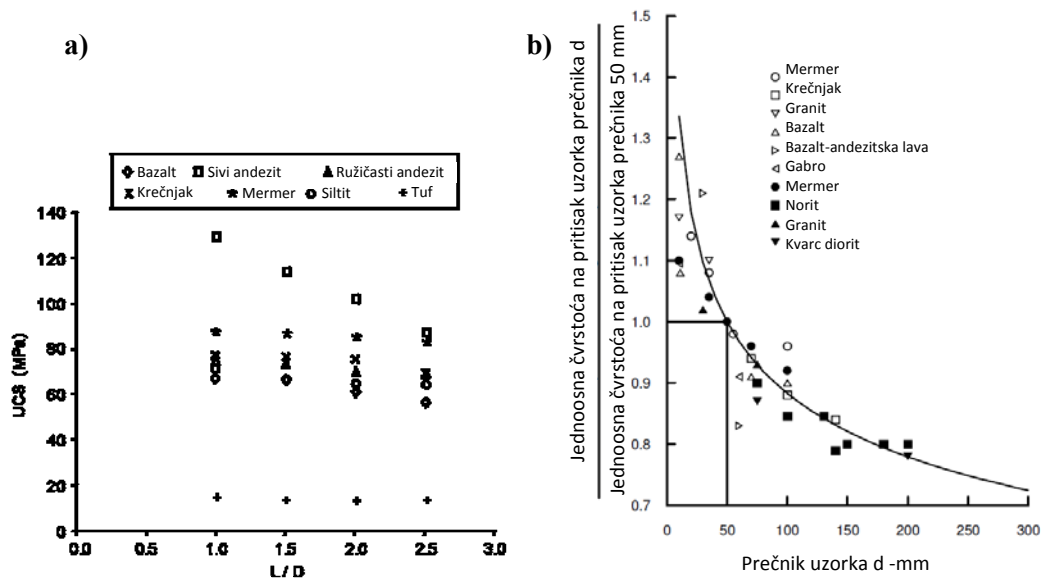 a)
Bazalt Sivi andezit Ružičasti andezit
Krečnjak Mermer Siltit Tuf
140
120
100
80
60
40
20
0
UCS (MPa)
0.0 0.5 1.0 1.5 2.0 2.5 3.0
L/D
b)
Jednoosna čvrstoća na pritisak uzorka prečnika d
Jednoosna čvrstoća na pritisak uzorka prečnika 50 mm
1.5
1.4
1.3
1.2
1.1
1.0
0.9
0.8
0.7
Mermer
Krečnjak
Granit
Bazalt
Bazalt-andezitska lava
Gabro
Mermer
Norit
Granit
Kvarc diorit
0 50 100 150 200 250 300
Prečnik uzorka d -mm